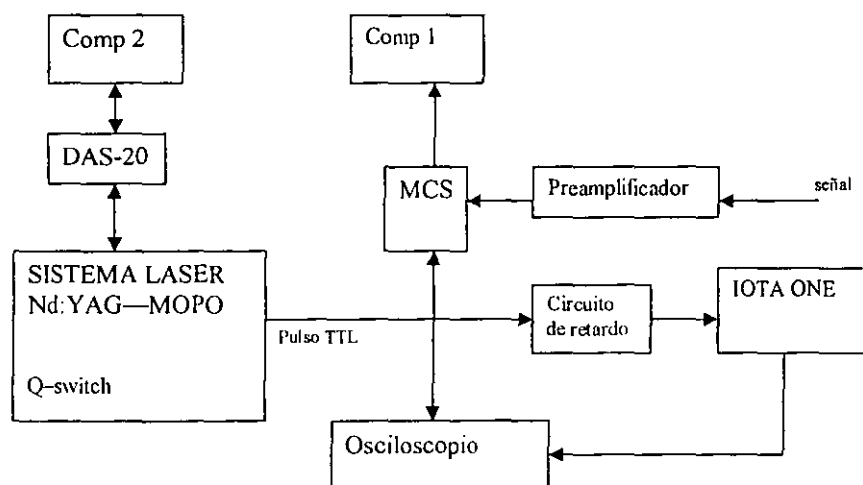 Comp 2
Comp 1
DAS-20
MCS
Preamplificador
señal
SISTEMA LASER
Nd:YAG—MOPO
Q-switch
Pulso TTL
Circuito
de retardo
IOTA ONE
Osciloscopio